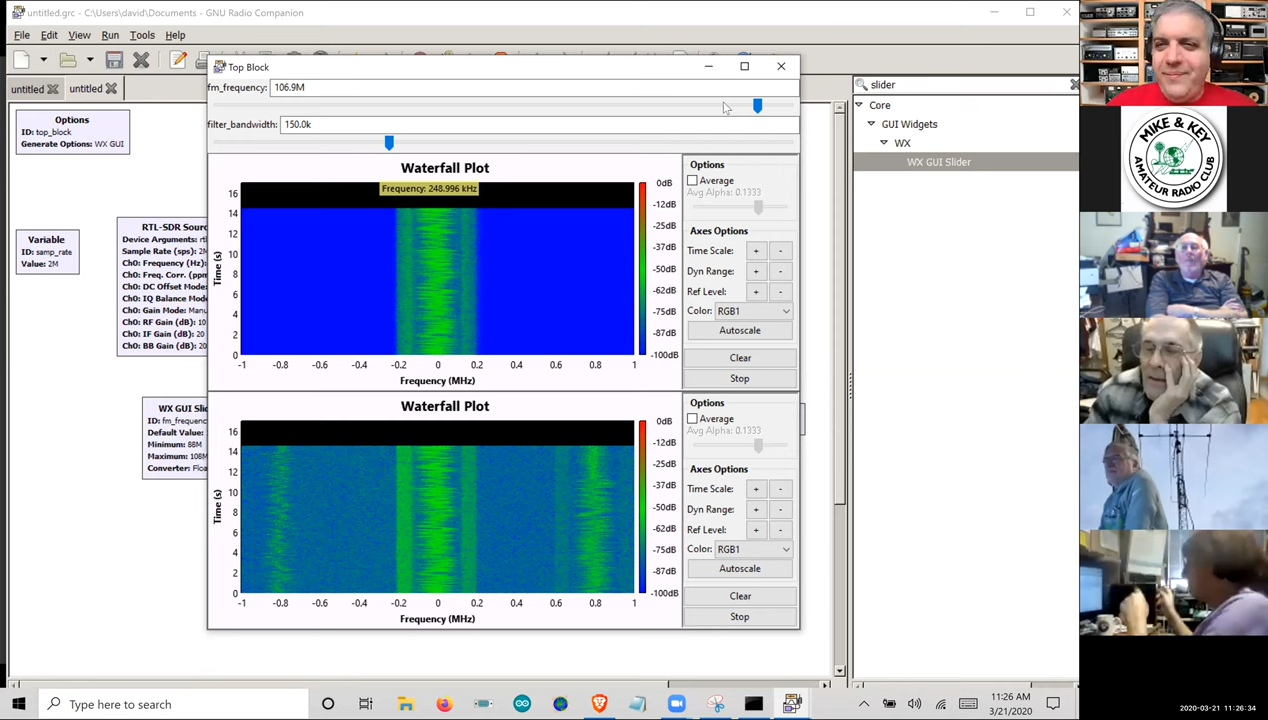 untitled.grc - C:\Users\david\Documents - GNU Radio Companion
File Edit View Run Tools Help
untitled untitled
Options
ID: top_block
Generate Options: WX GUI
Variable
ID: samp_rate
Value: 2M
RTL-SDR Source
Device Arguments: rtl
Sample Rate (sps): 2M
Ch0: Frequency (Hz):
Ch0: Freq. Corr. (ppm
Ch0: DC Offset Mode:
Ch0: IQ Balance Mode
Ch0: Gain Mode: Manu
Ch0: RF Gain (dB): 10
Ch0: IF Gain (dB): 20
Ch0: BB Gain (dB): 20
WX GUI Slid
ID: fm_frequenc
Default Value:
Minimum: 88M
Maximum: 108M
Converter: Floa
Top Block
fm_frequency: 106.9M
filter_bandwidth: 150.0k
Waterfall Plot
Frequency: 248.996 kHz
Time (s)
16
14
12
10
8
6
4
2
0
-1 -0.8 -0.6 -0.4 -0.2 0 0.2 0.4 0.6 0.8 1
Frequency (MHz)
0dB
-12dB
-25dB
-37dB
-50dB
-62dB
-75dB
-87dB
-100dB
Options
Average
Avg Alpha: 0.1333
Axes Options
Time Scale: + -
Dyn Range: + -
Ref Level: + -
Color: RGB1
Autoscale
Clear
Stop
Waterfall Plot
Time (s)
16
14
12
10
8
6
4
2
0
-1 -0.8 -0.6 -0.4 -0.2 0 0.2 0.4 0.6 0.8 1
Frequency (MHz)
0dB
-12dB
-25dB
-37dB
-50dB
-62dB
-75dB
-87dB
-100dB
Options
Average
Avg Alpha: 0.1333
Axes Options
Time Scale: + -
Dyn Range: + -
Ref Level: + -
Color: RGB1
Autoscale
Clear
Stop
slider
Core
GUI Widgets
WX
WX GUI Slider
MIKE & KEY
AMATEUR RADIO CLUB
Type here to search
11:26 AM
3/21/2020
2020-03-21 11:26:34